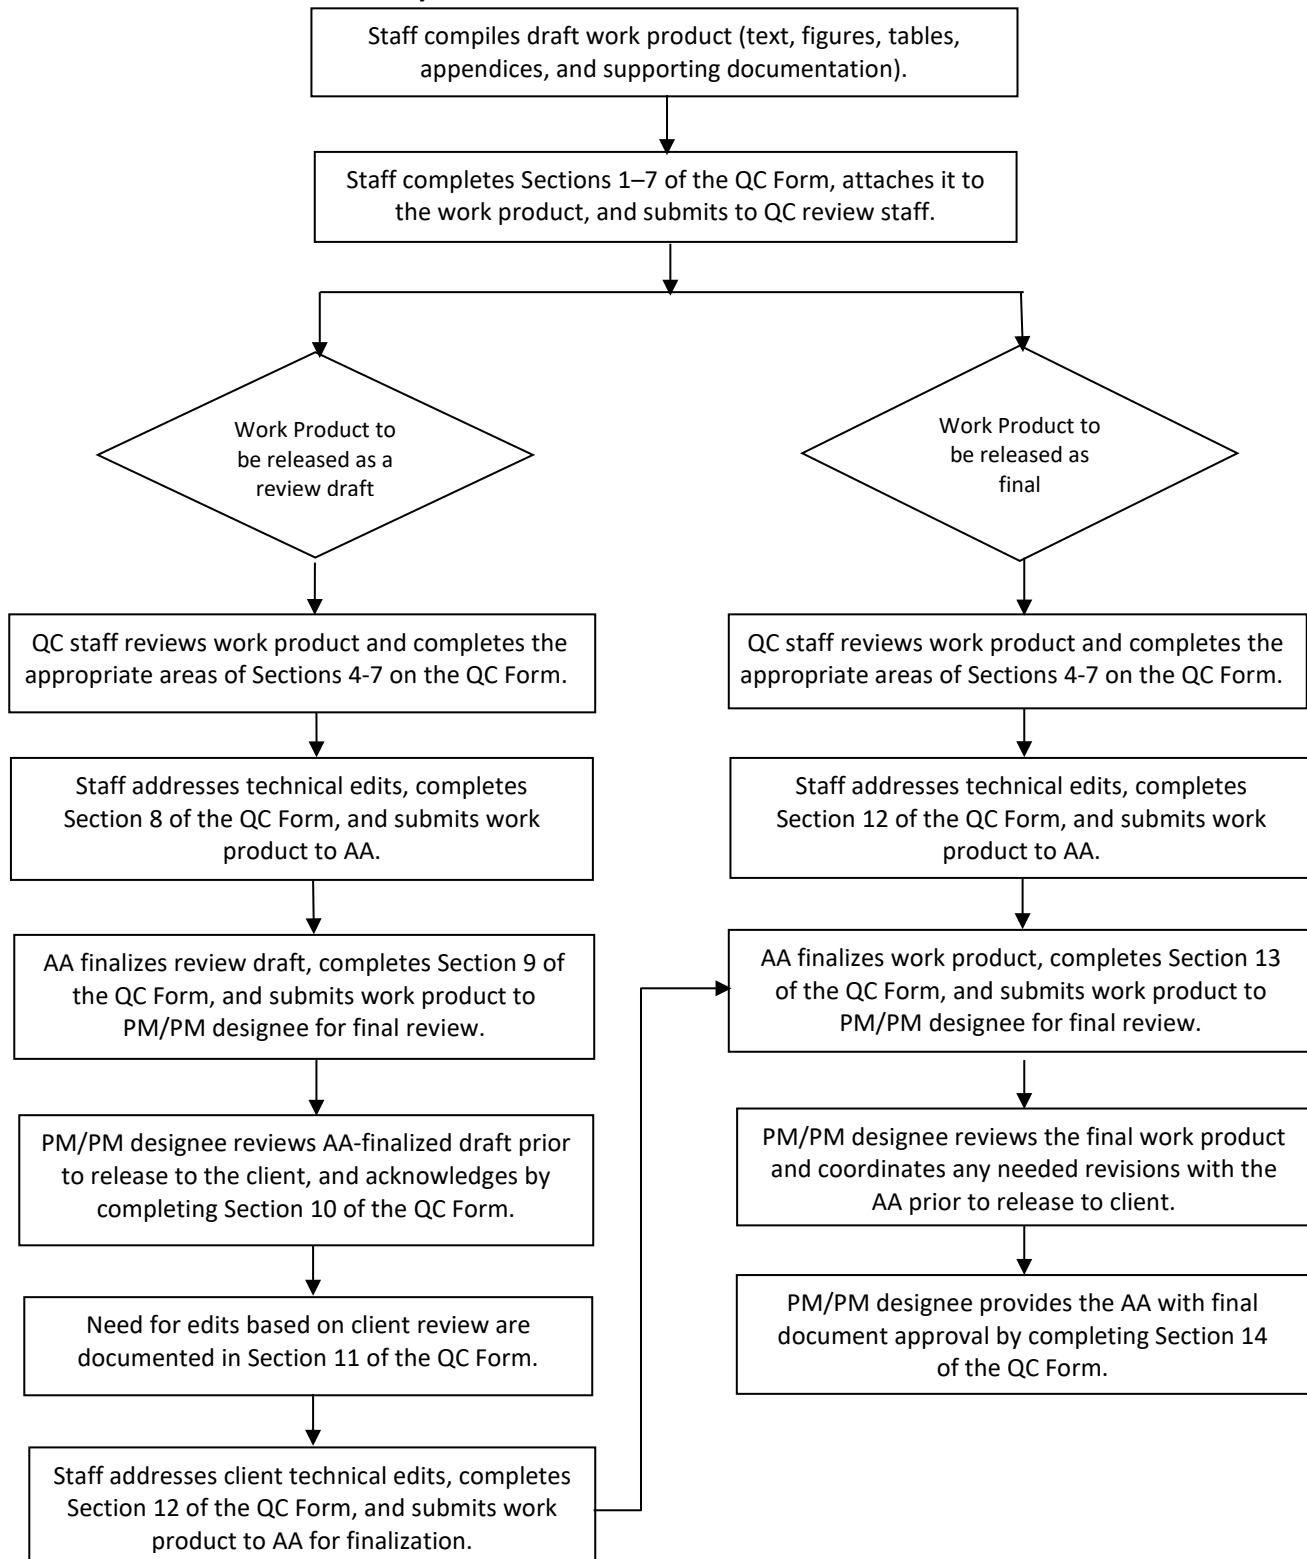 Staff compiles draft work product (text, figures, tables,
appendices, and supporting documentation).
Staff completes Sections 1–7 of the QC Form, attaches it to
the work product, and submits to QC review staff.
Work Product to
be released as a
review draft
Work Product to
be released as
final
QC staff reviews work product and completes the
appropriate areas of Sections 4-7 on the QC Form.
QC staff reviews work product and completes the
appropriate areas of Sections 4-7 on the QC Form.
Staff addresses technical edits, completes
Section 8 of the QC Form, and submits work
product to AA.
Staff addresses technical edits, completes
Section 12 of the QC Form, and submits work
product to AA.
AA finalizes review draft, completes Section 9 of
the QC Form, and submits work product to
PM/PM designee for final review.
AA finalizes work product, completes Section 13
of the QC Form, and submits work product to
PM/PM designee for final review.
PM/PM designee reviews AA-finalized draft prior
to release to the client, and acknowledges by
completing Section 10 of the QC Form.
PM/PM designee reviews the final work product
and coordinates any needed revisions with the
AA prior to release to client.
Need for edits based on client review are
documented in Section 11 of the QC Form.
PM/PM designee provides the AA with final
document approval by completing Section 14
of the QC Form.
Staff addresses client technical edits, completes
Section 12 of the QC Form, and submits work
product to AA for finalization.